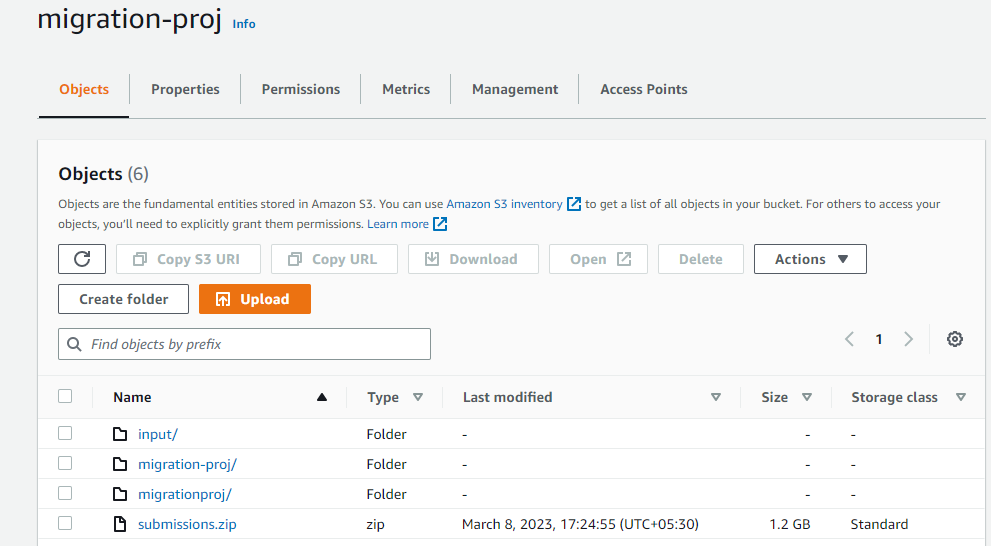 migration-proj Info
Objects Properties Permissions Metrics Management Access Points
Objects (6)
Objects are the fundamental entities stored in Amazon S3. You can use Amazon S3 inventory to get a list of all objects in your bucket. For others to access your
objects, you'll need to explicitly grant them permissions. Learn more
Copy S3 URI Copy URL Download Open Delete Actions
Create folder Upload
Find objects by prefix 1
Name Type Last modified Size Storage class
input/ Folder - - -
migration-proj/ Folder - - -
migrationproj/ Folder - - -
submissions.zip zip March 8, 2023, 17:24:55 (UTC+05:30) 1.2 GB Standard